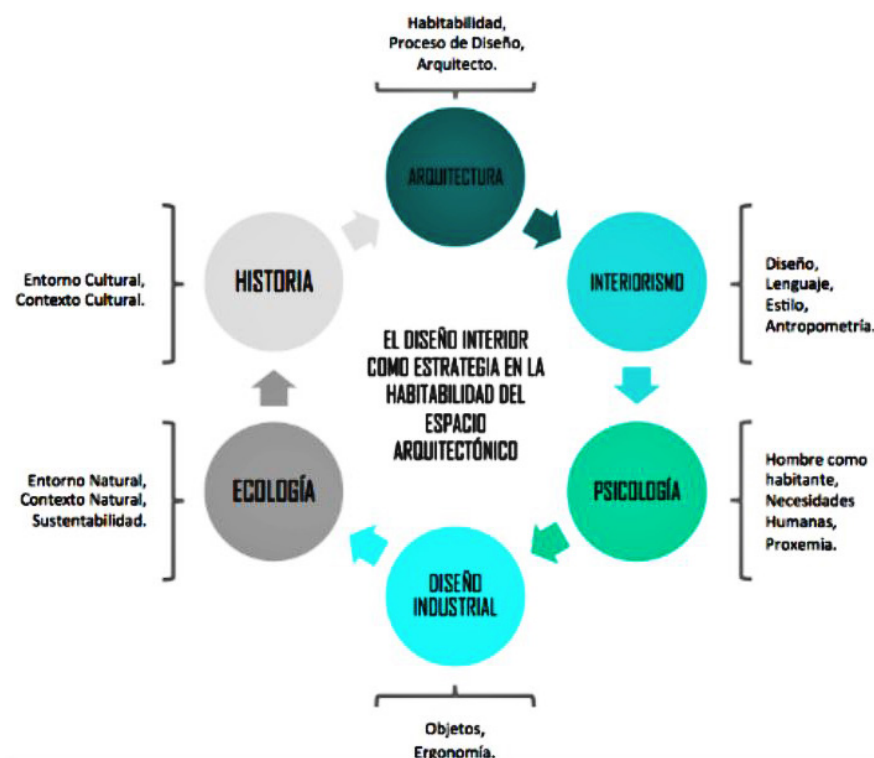 Habitabilidad,
Proceso de Diseño,
Arquitecto.
ARQUITECTURA
INTERIORISMO
Diseño,
Lenguaje,
Estilo,
Antropometría.
HISTORIA
Entorno Cultural,
Contexto Cultural.
EL DISEÑO INTERIOR
COMO ESTRATEGIA EN LA
HABITABILIDAD DEL
ESPACIO
ARQUITECTÓNICO
PSICOLOGÍA
Hombre como
habitante,
Necesidades
Humanas,
Proxemia.
ECOLOGÍA
Entorno Natural,
Contexto Natural,
Sustentabilidad.
DISEÑO
INDUSTRIAL
Objetos,
Ergonomía.